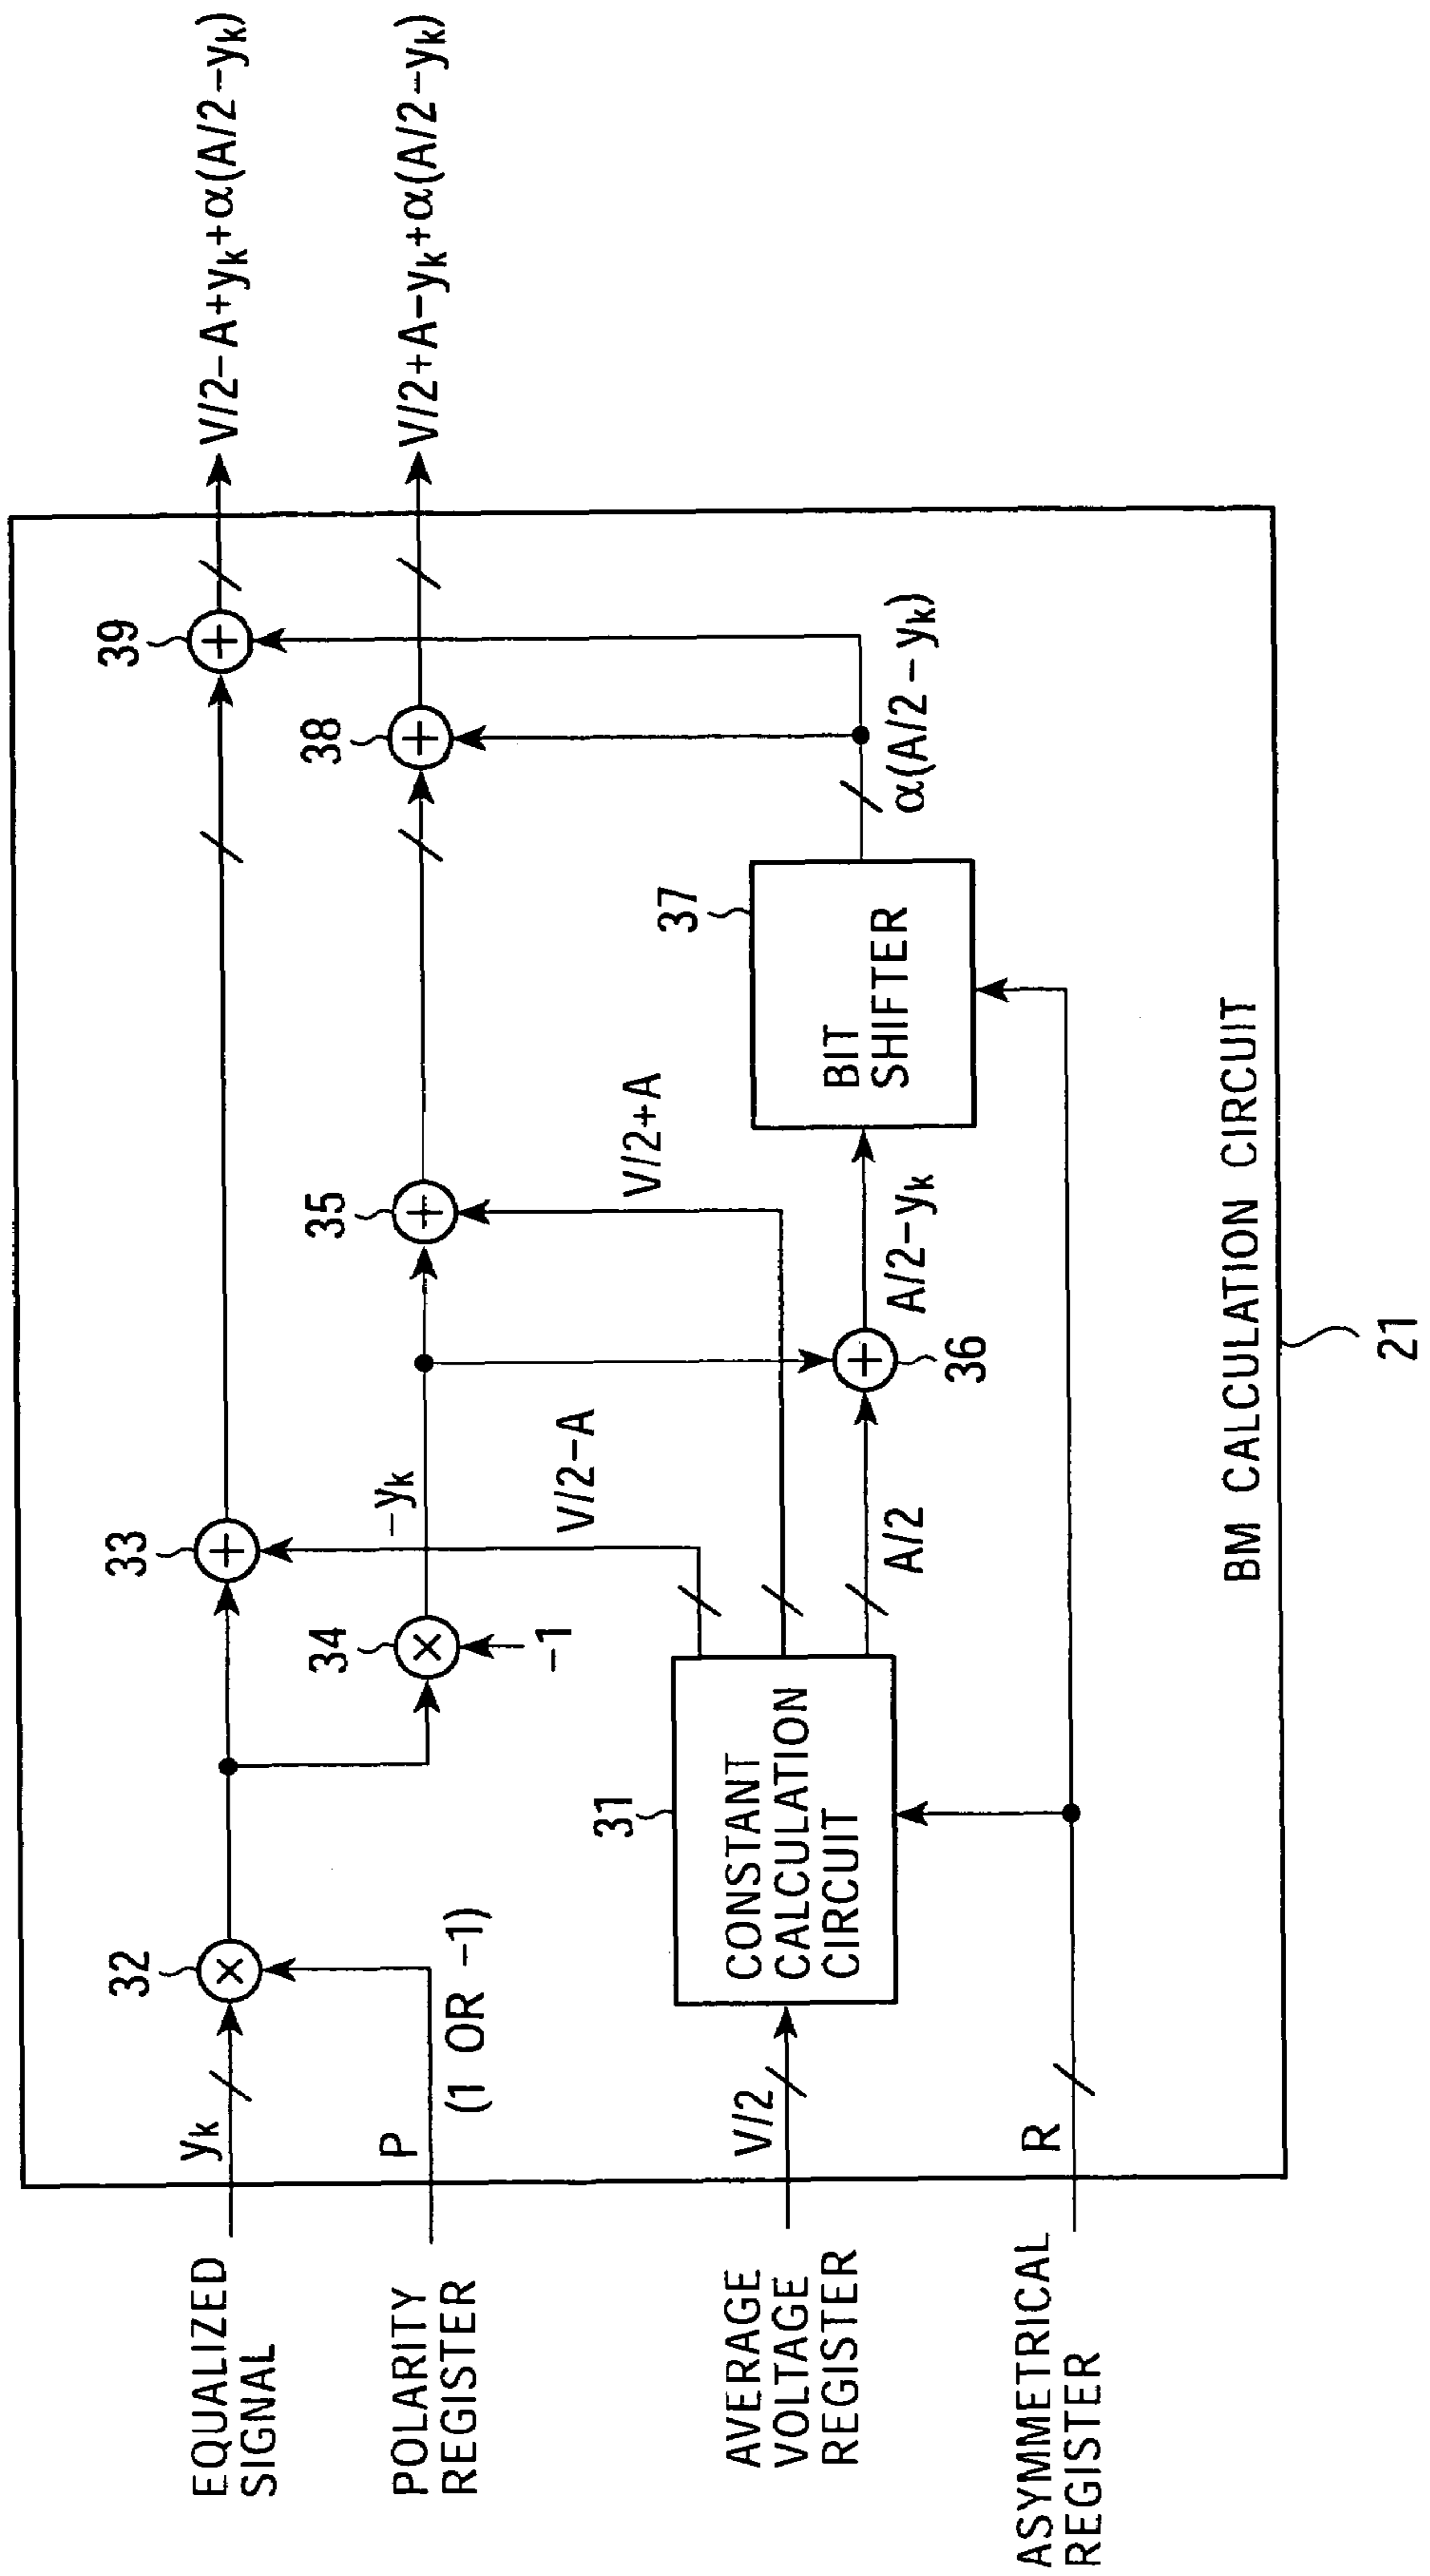 EQUALIZED
SIGNAL
yk
32
33
39
V/2−A+yk+α(A/2−yk)
POLARITY
REGISTER
P
(1 OR −1)
34
−1
−yk
35
38
V/2+A−yk+α(A/2−yk)
V/2−A
V/2+A
AVERAGE
VOLTAGE
REGISTER
V/2
31
CONSTANT
CALCULATION
CIRCUIT
A/2
36
A/2−yk
37
BIT
SHIFTER
α(A/2−yk)
ASYMMETRICAL
REGISTER
R
BM CALCULATION CIRCUIT
21